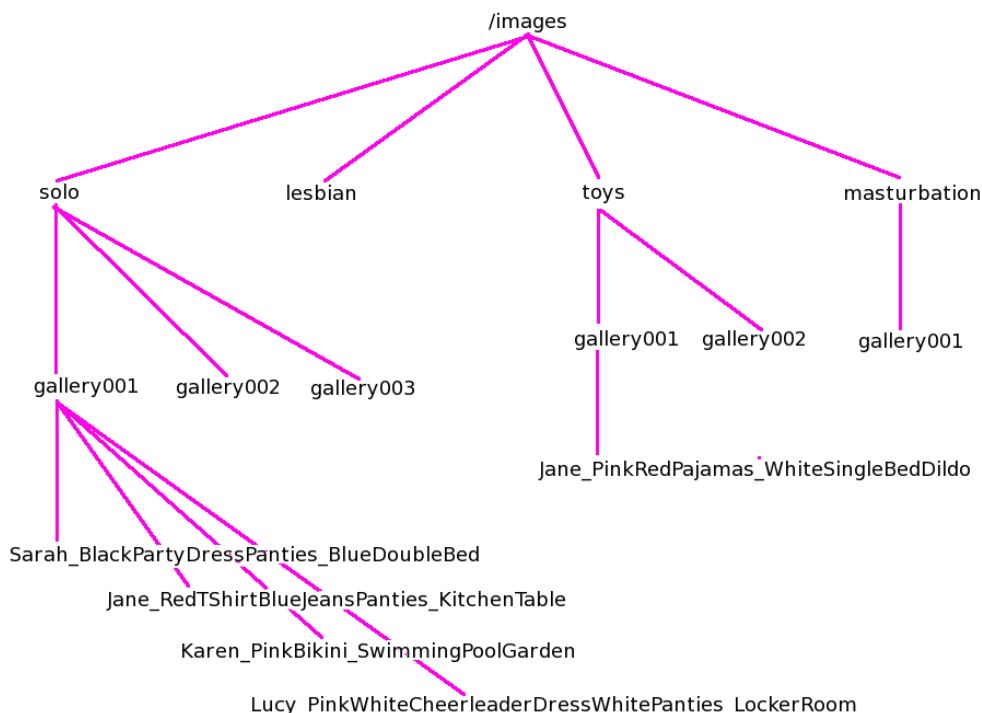 /images
solo
lesbian
toys
masturbation
gallery001
gallery002
gallery001
gallery001
gallery002
gallery003
Jane_PinkRedPajamas_WhiteSingleBedDildo
Sarah_BlackPartyDressPanties_BlueDoubleBed
Jane_RedTShirtBlueJeansPanties_KitchenTable
Karen_PinkBikini_SwimmingPoolGarden
Lucy_PinkWhiteCheerleaderDressWhitePanties_LockerRoom